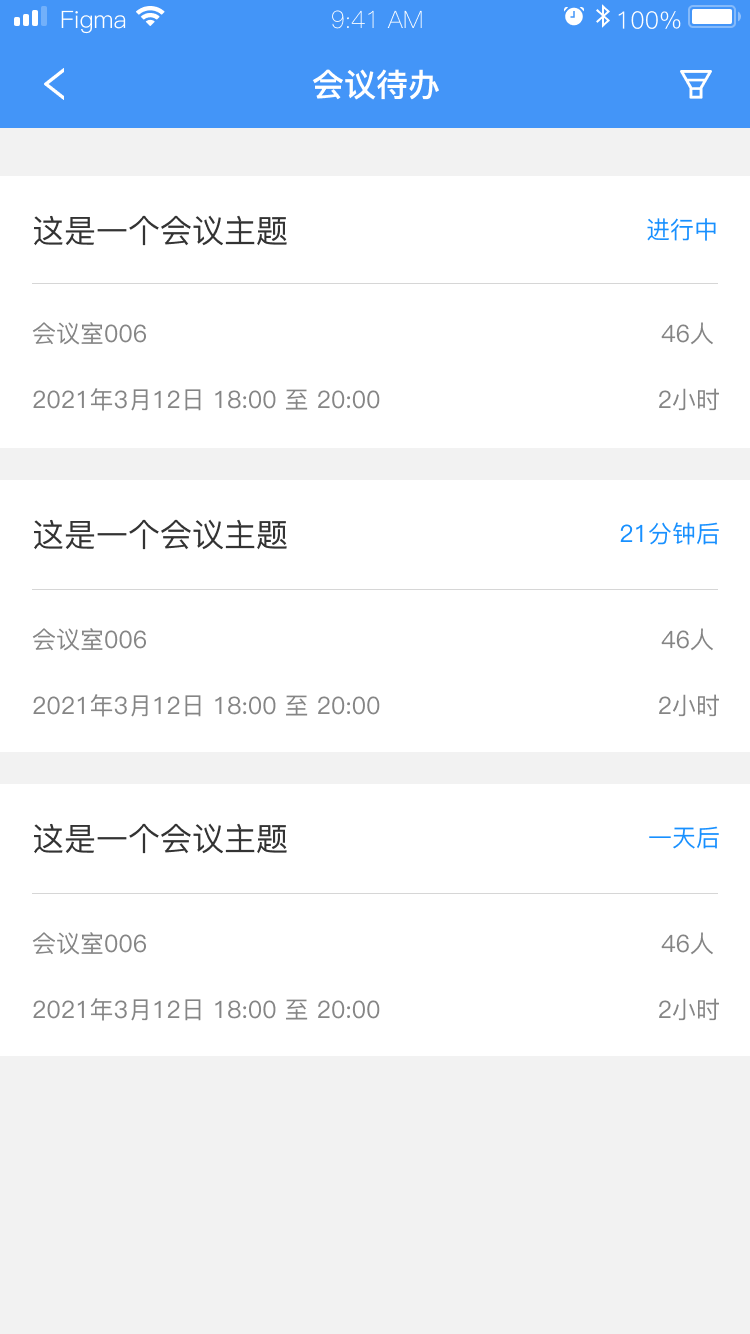 Figma 9:41 AM 100%
会议待办
这是一个会议主题 进行中
会议室006 46人
2021年3月12日 18:00 至 20:00 2小时
这是一个会议主题 21分钟后
会议室006 46人
2021年3月12日 18:00 至 20:00 2小时
这是一个会议主题 一天后
会议室006 46人
2021年3月12日 18:00 至 20:00 2小时